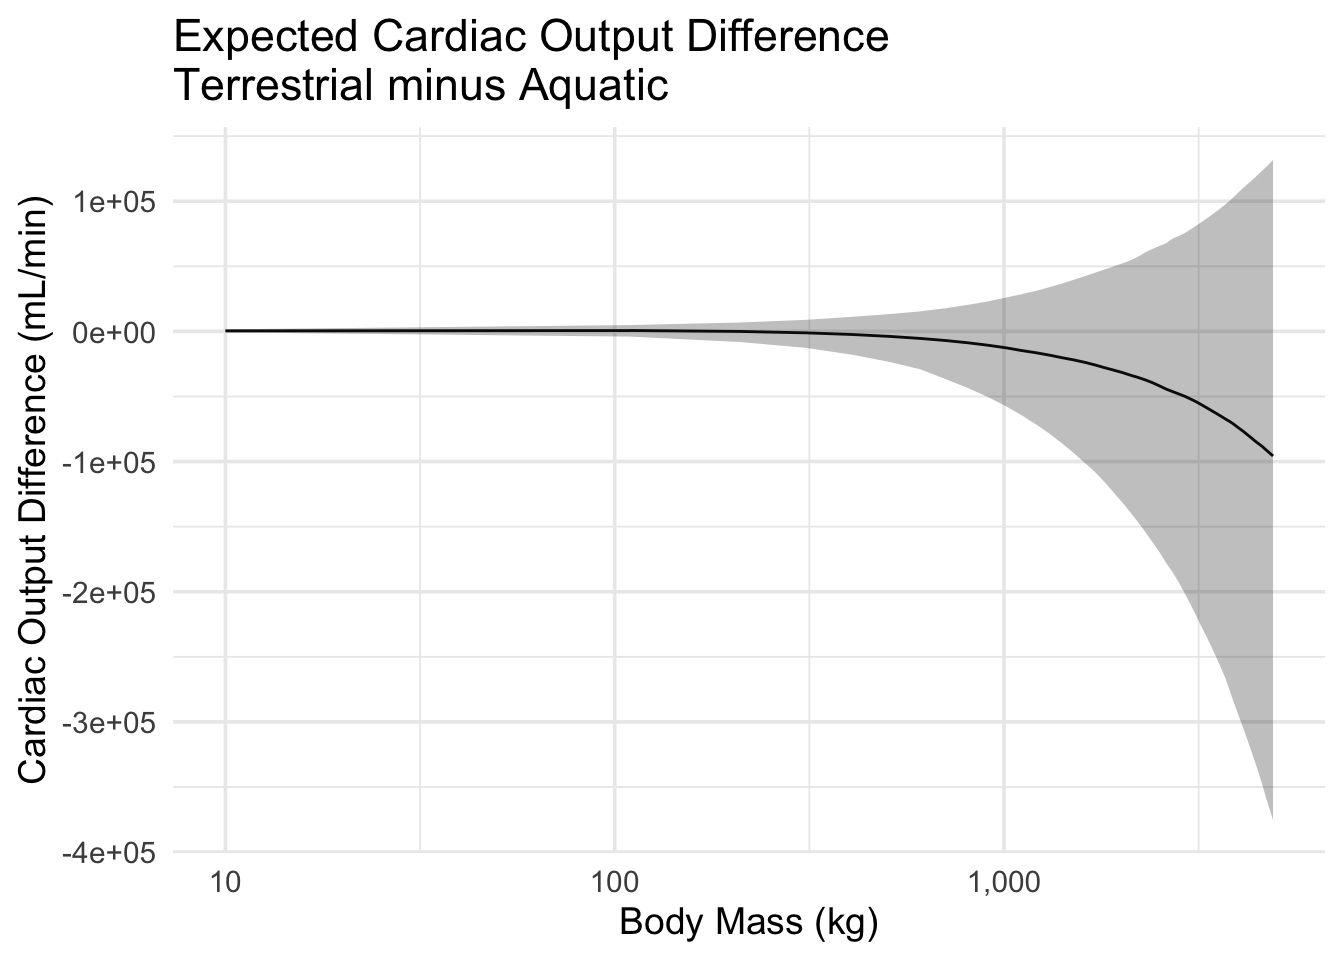 Expected Cardiac Output Difference
Terrestrial minus Aquatic
Cardiac Output Difference (mL/min)
1e+05
0e+00
-1e+05
-2e+05
-3e+05
-4e+05
10
100
1,000
Body Mass (kg)